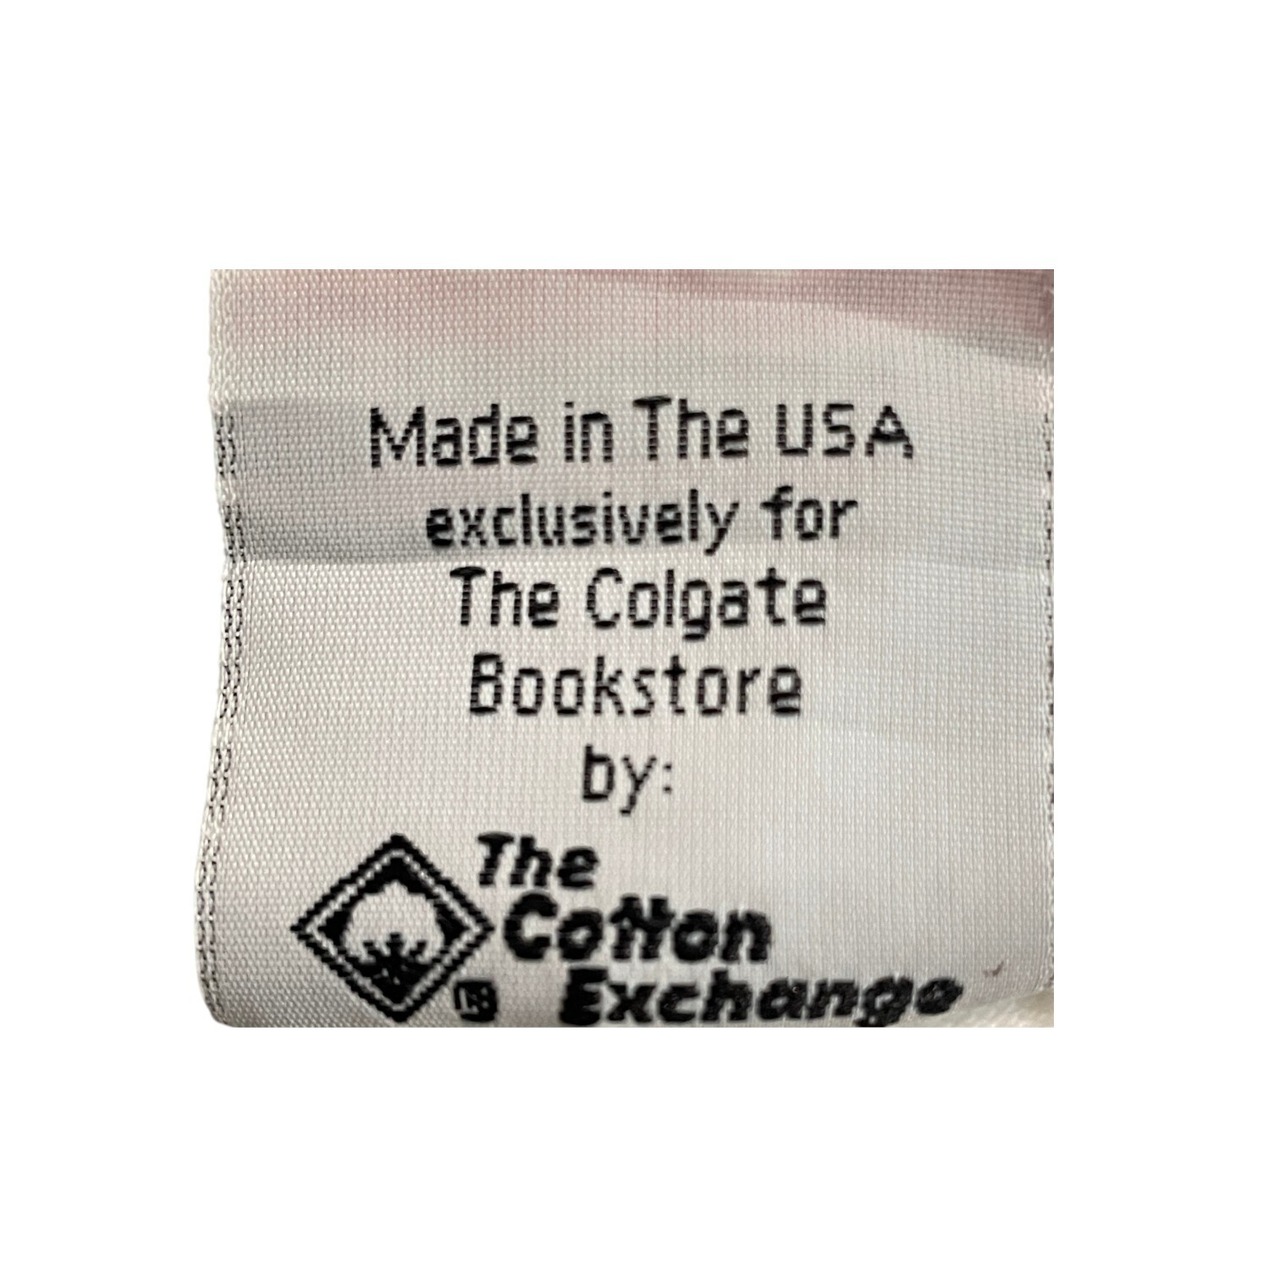 Made in The USA
exclusively for
The Colgate
Bookstore
by:
The
Cotton
Exchange